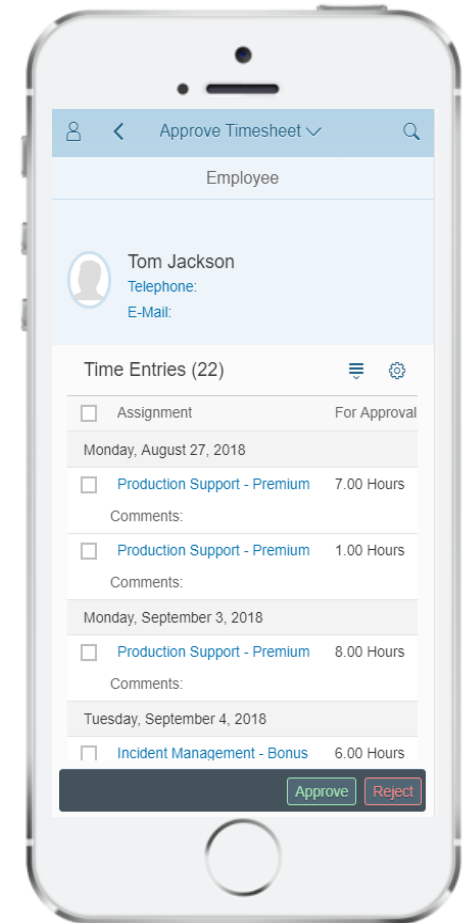 Approve Timesheet
Employee
Tom Jackson
Telephone:
E-Mail:
Time Entries (22)
Assignment For Approval
Monday, August 27, 2018
Production Support - Premium 7.00 Hours
Comments:
Production Support - Premium 1.00 Hours
Comments:
Monday, September 3, 2018
Production Support - Premium 8.00 Hours
Comments:
Tuesday, September 4, 2018
Incident Management - Bonus 6.00 Hours
Approve Reject